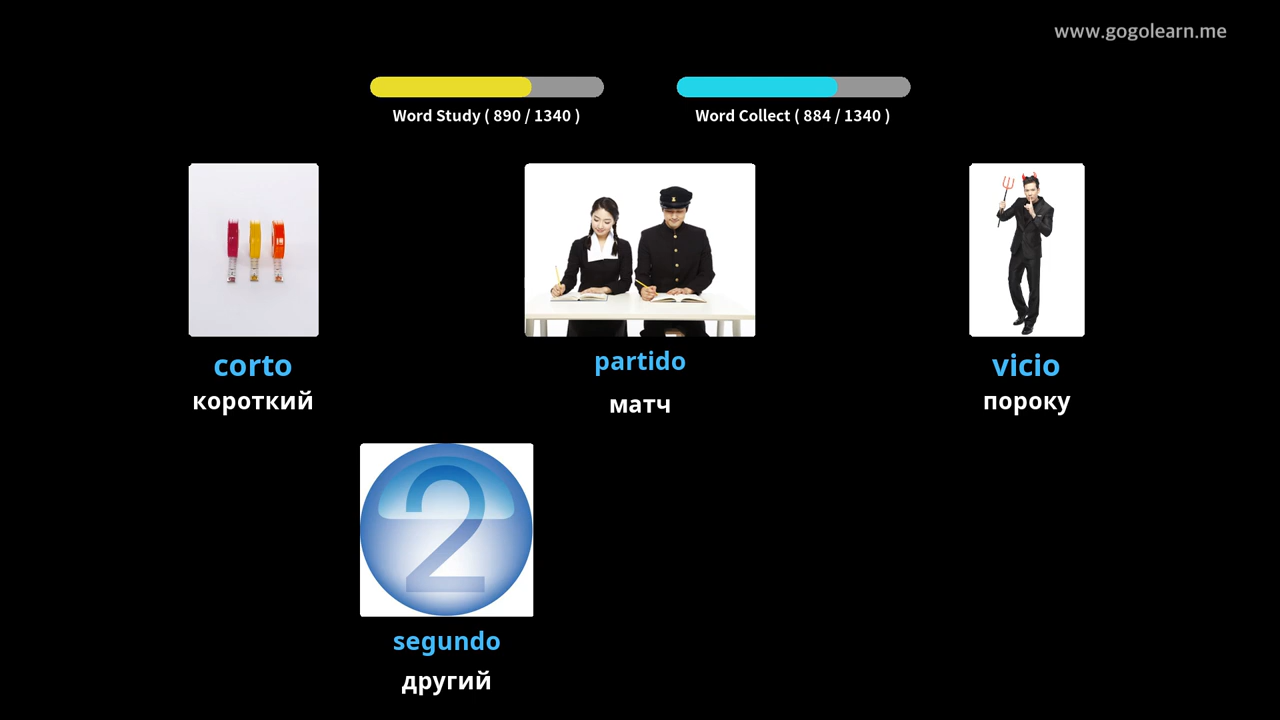 www.gogolearn.me
Word Study ( 890 / 1340 )
Word Collect ( 884 / 1340 )
corto
короткий
partido
матч
vicio
пороку
2
segundo
другий